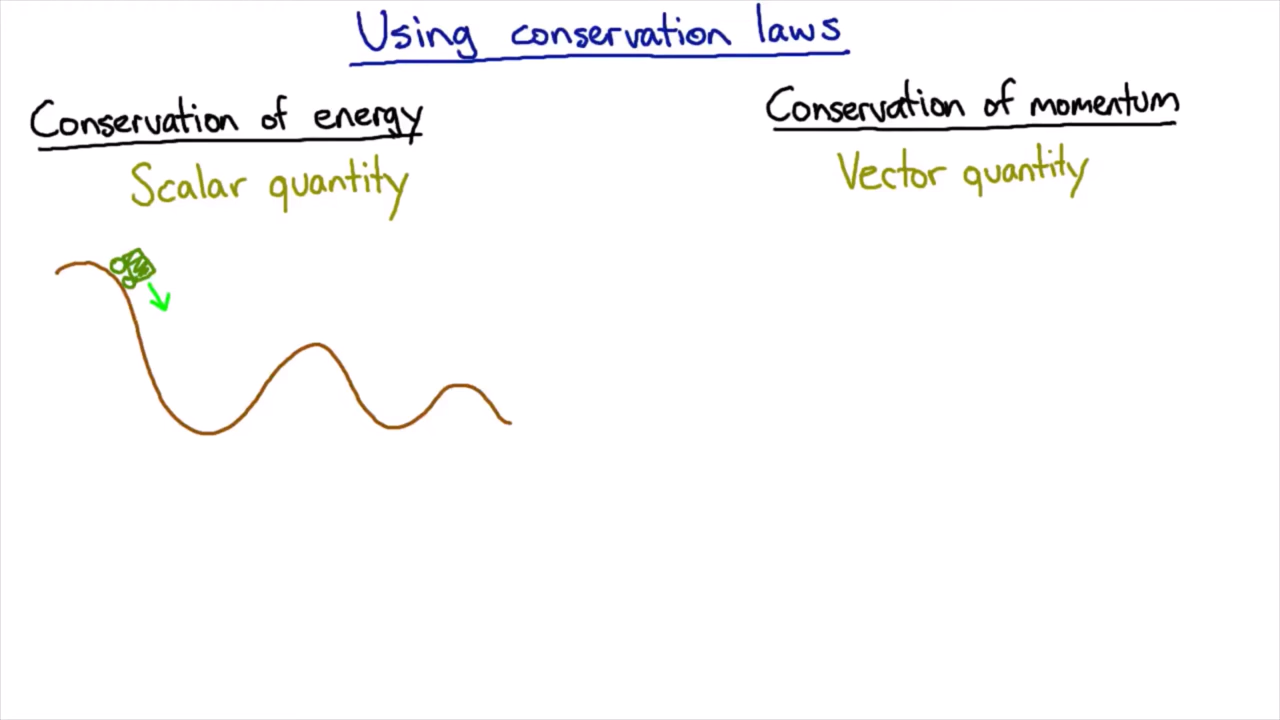 Using conservation laws
Conservation of energy
Scalar quantity
Conservation of momentum
Vector quantity